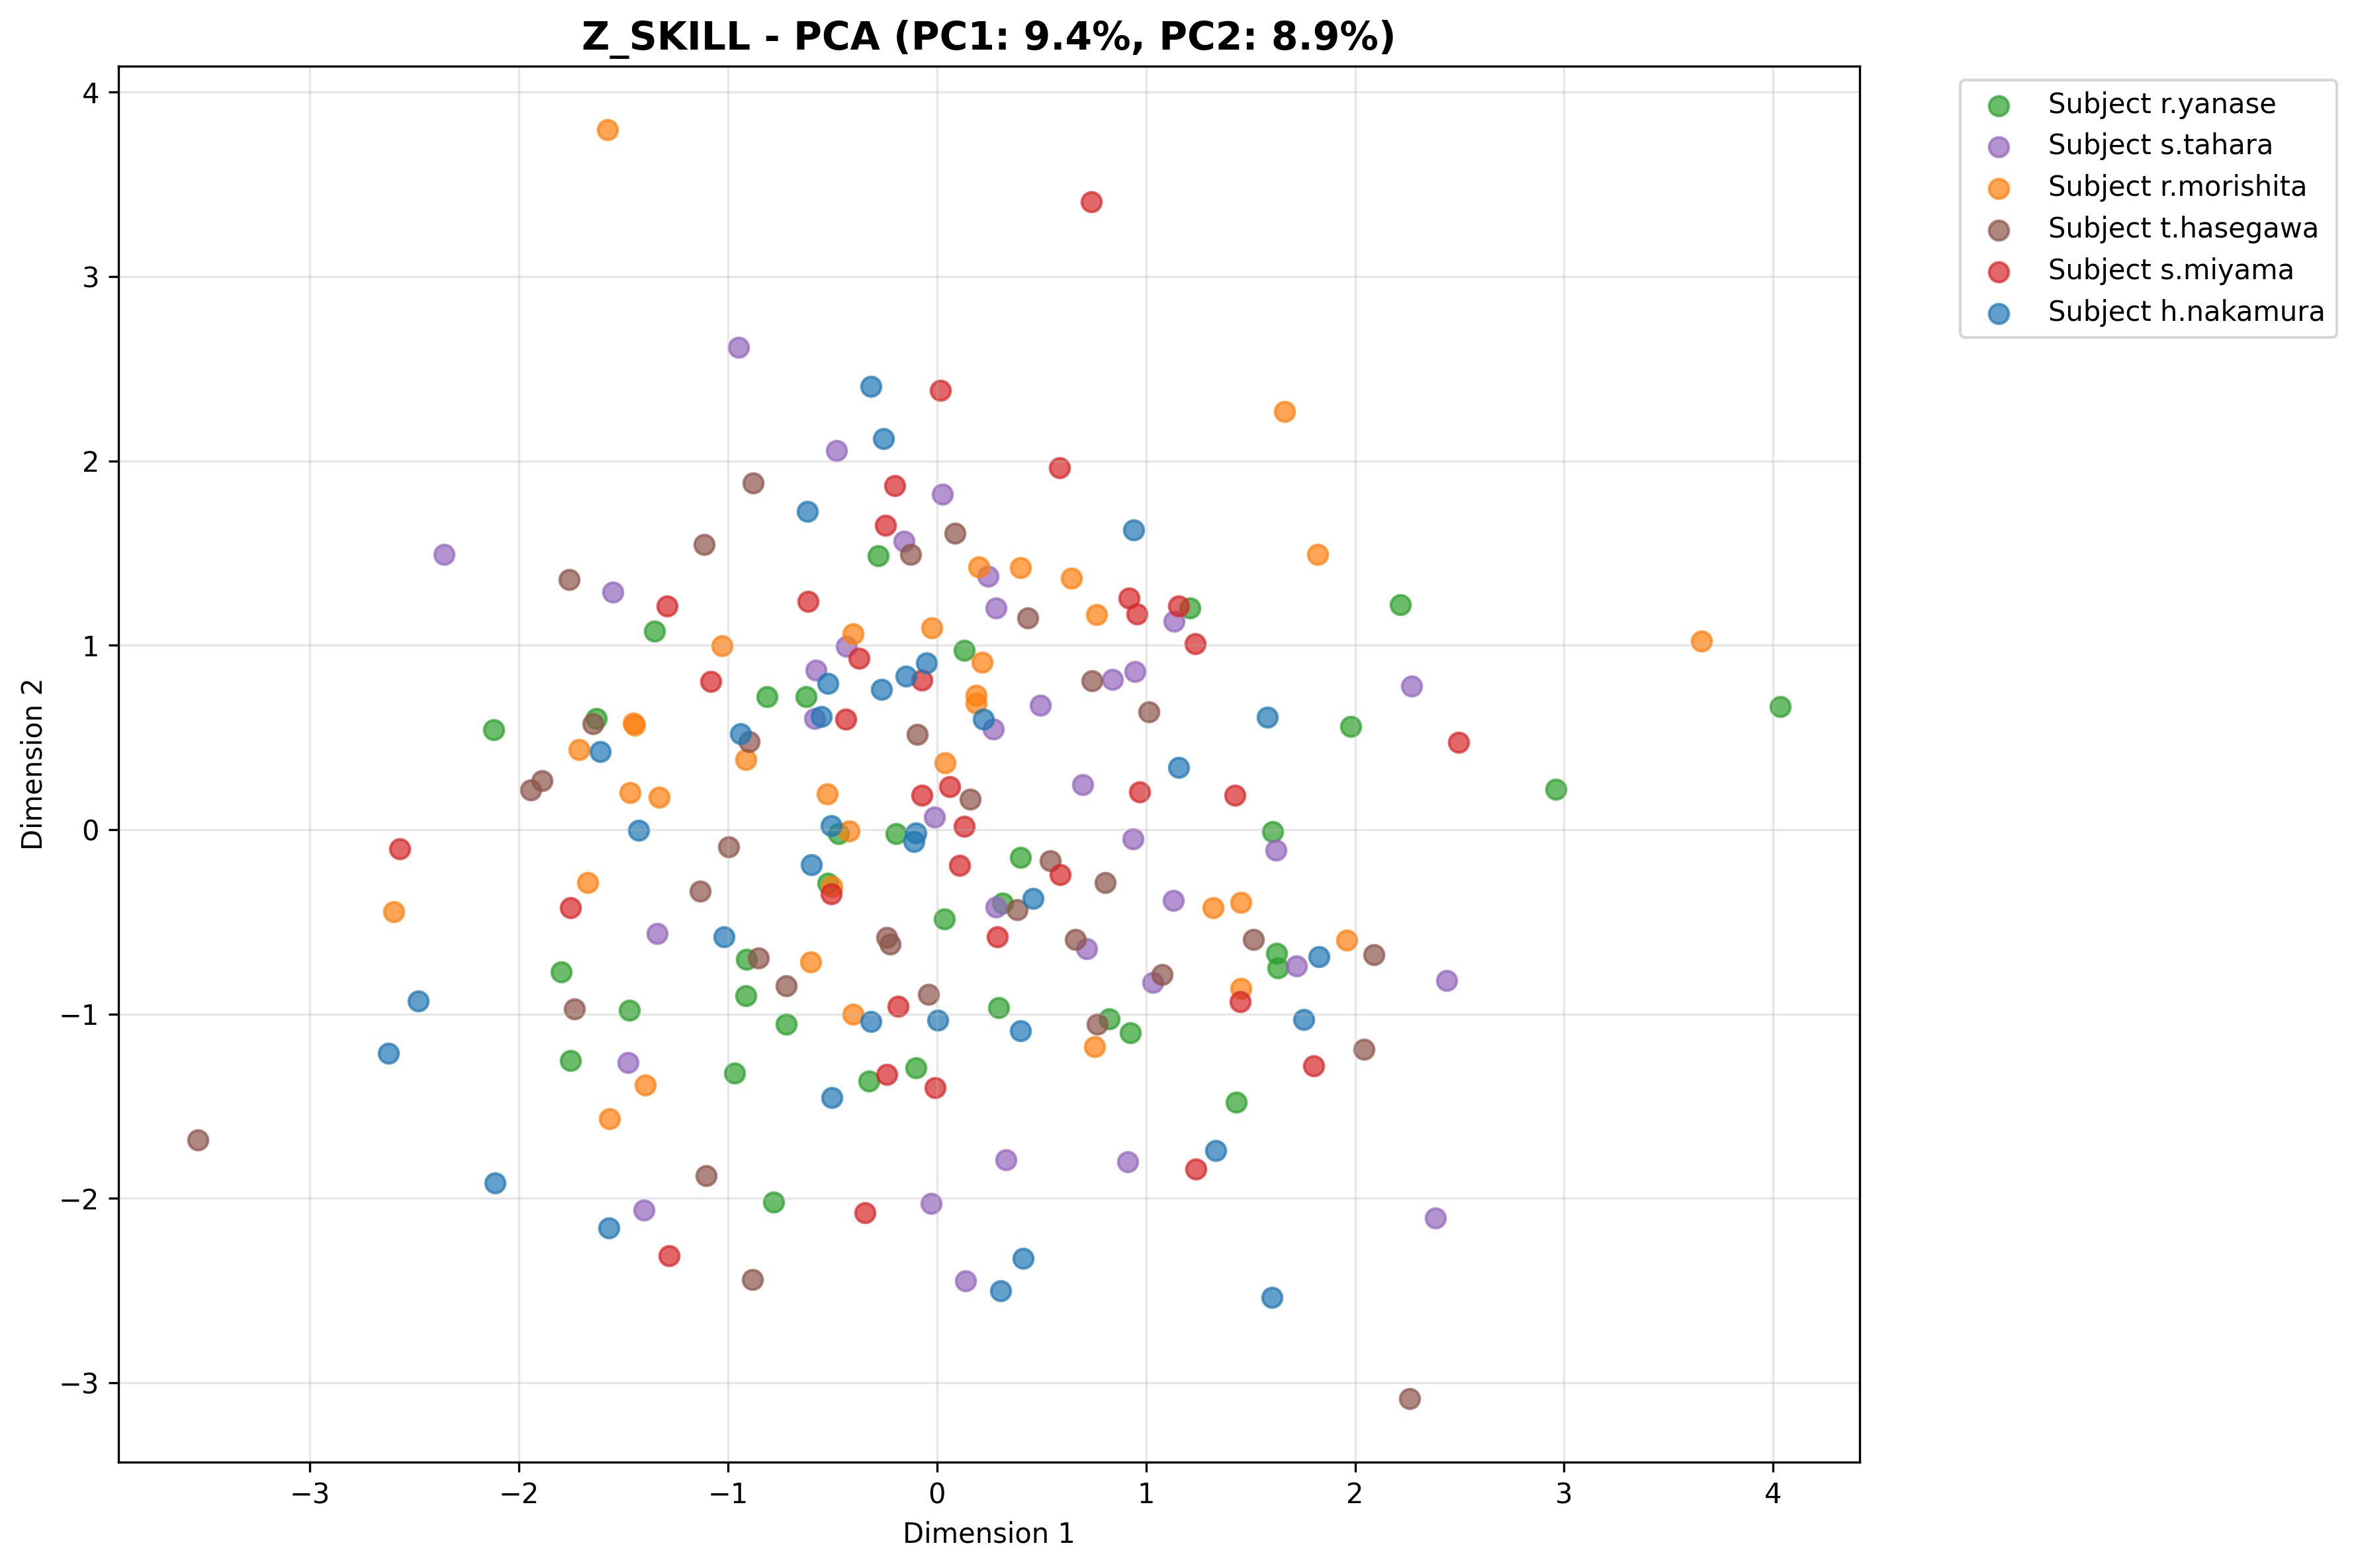 Z_SKILL - PCA (PC1: 9.4%, PC2: 8.9%)
Subject r.yanase
Subject s.tahara
Subject r.morishita
Subject t.hasegawa
Subject s.miyama
Subject h.nakamura
Dimension 2
4
3
2
1
0
−1
−2
−3
−3 −2 −1 0 1 2 3 4
Dimension 1